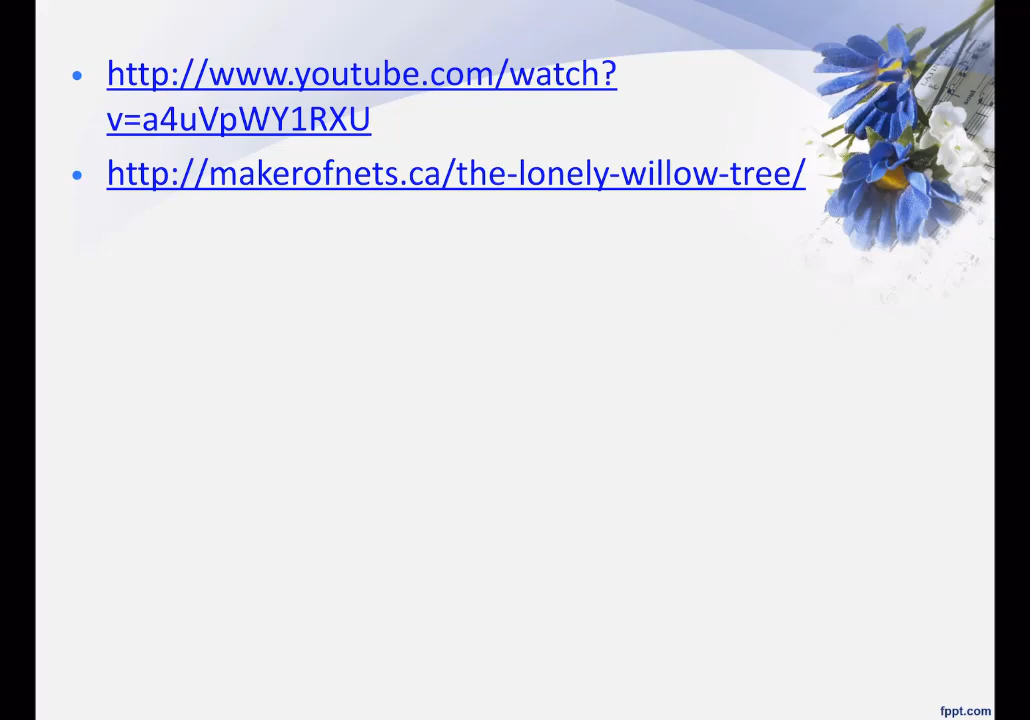 • http://www.youtube.com/watch?
v=a4uVpWY1RXU
• http://makerofnets.ca/the-lonely-willow-tree/
fppt.com